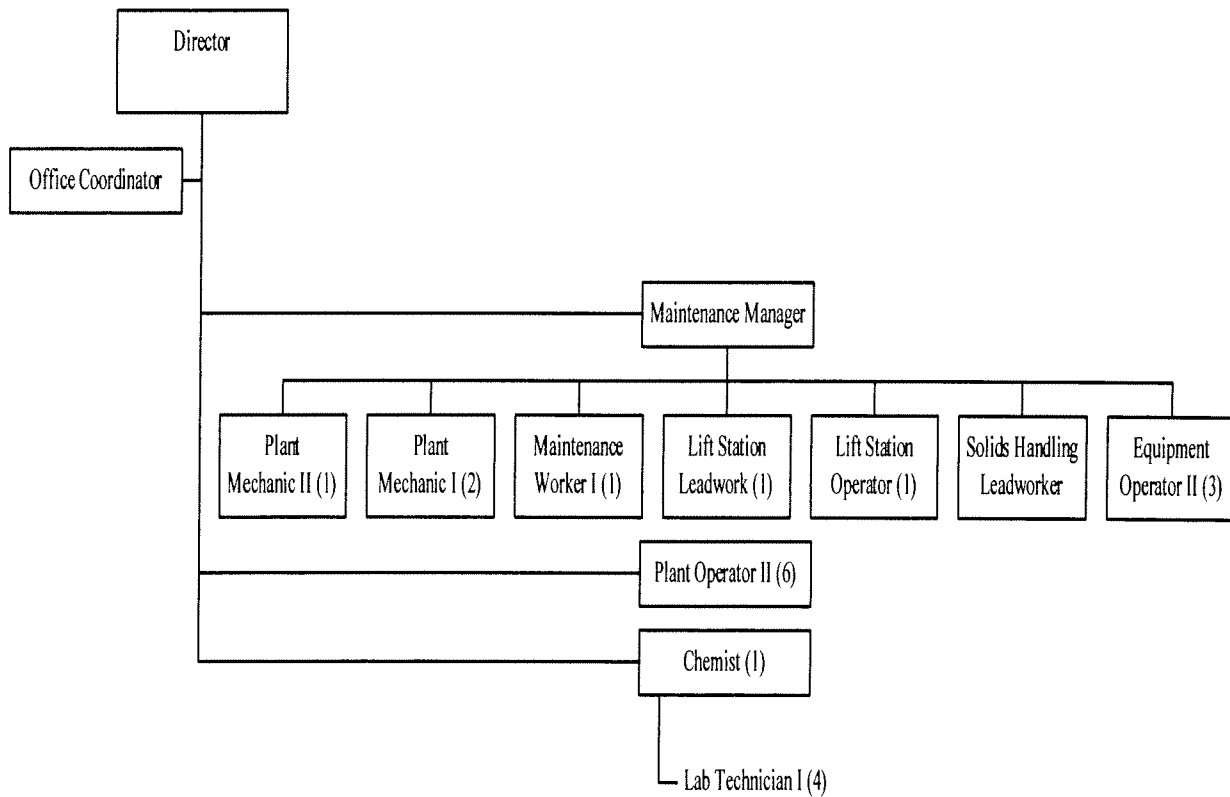 Director
Office Coordinator
Maintenance Manager
Plant
Mechanic II (1)
Plant
Mechanic I (2)
Maintenance
Worker I (1)
Lift Station
Leadwork (1)
Lift Station
Operator (1)
Solids Handling
Leadworker
Equipment
Operator II (3)
Plant Operator II (6)
Chemist (1)
Lab Technician I (4)